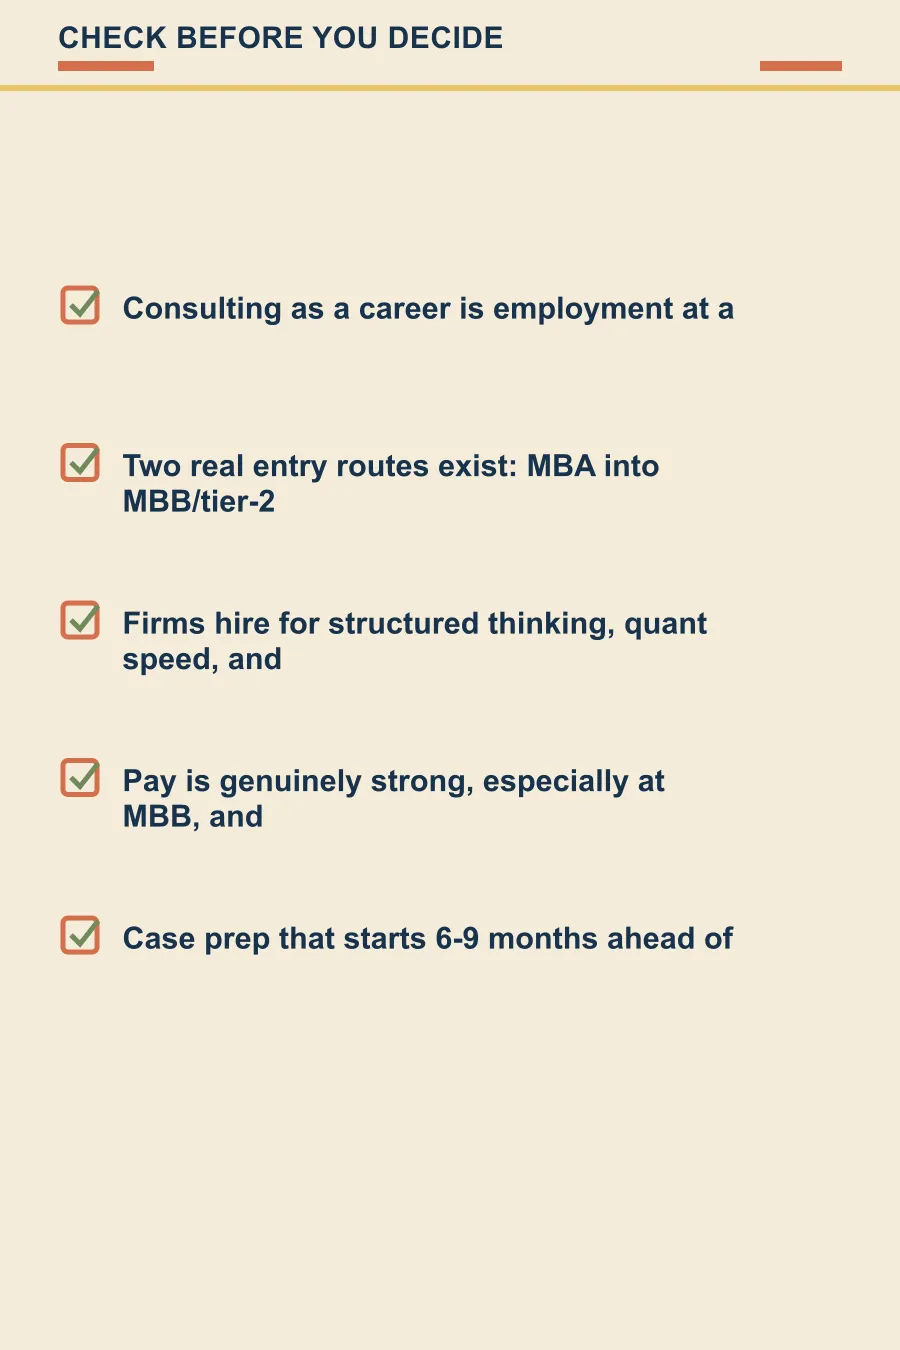 CHECK BEFORE YOU DECIDE
Consulting as a career is employment at a
Two real entry routes exist: MBA into
MBB/tier-2
Firms hire for structured thinking, quant
speed, and
Pay is genuinely strong, especially at
MBB, and
Case prep that starts 6-9 months ahead of